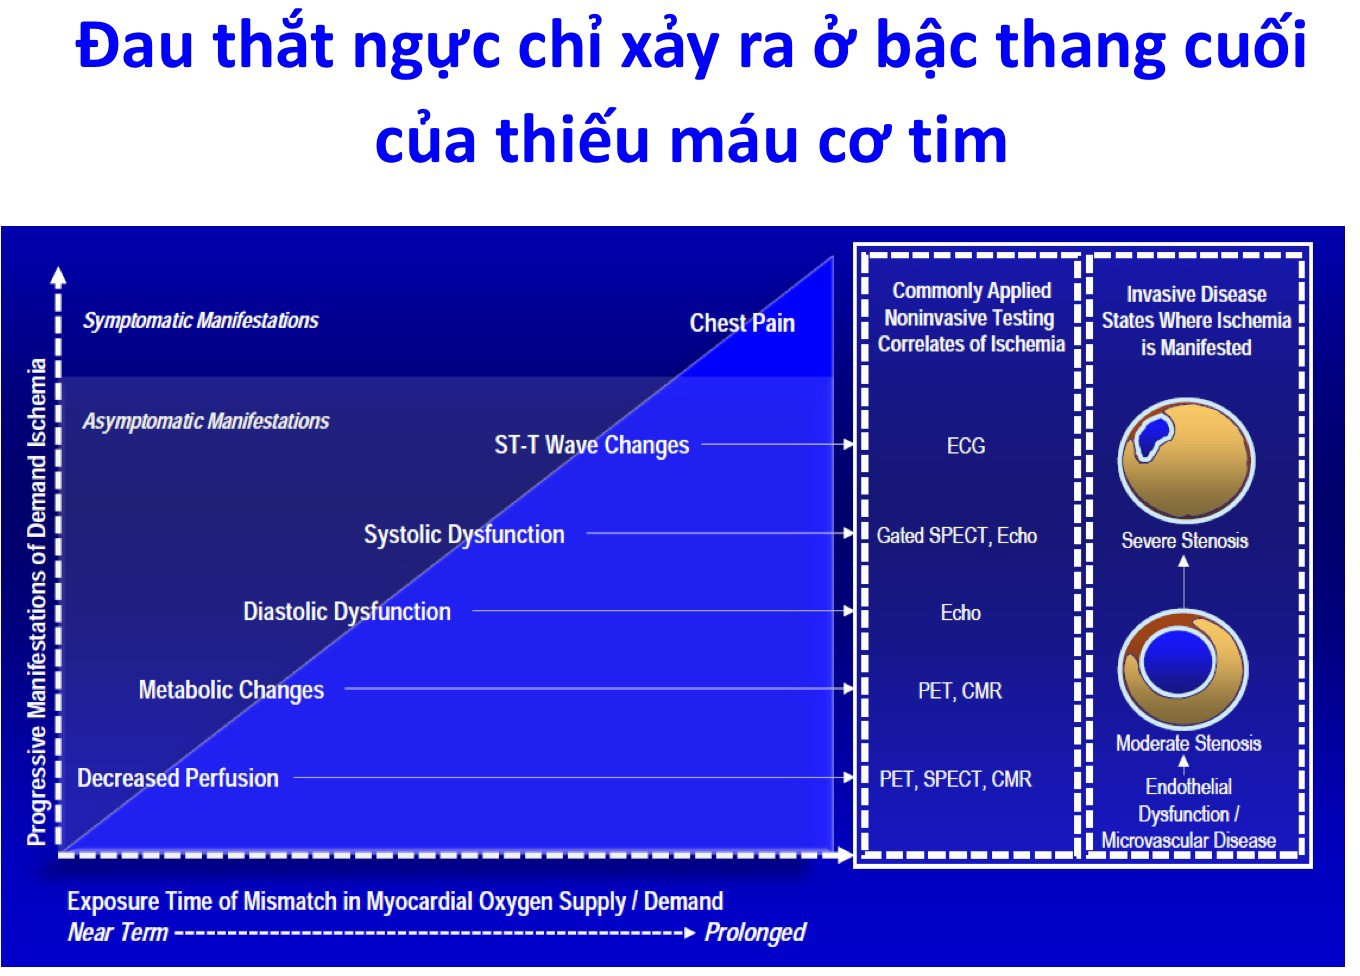 Đau thắt ngực chỉ xảy ra ở bậc thang cuối
của thiếu máu cơ tim
Progressive Manifestations of Demand Ischemia
Symptomatic Manifestations
Chest Pain
Asymptomatic Manifestations
ST-T Wave Changes
Systolic Dysfunction
Diastolic Dysfunction
Metabolic Changes
Decreased Perfusion
Commonly Applied
Noninvasive Testing
Correlates of Ischemia
ECG
Gated SPECT, Echo
Echo
PET, CMR
PET, SPECT, CMR
Invasive Disease
States Where Ischemia
is Manifested
Severe Stenosis
Moderate Stenosis
Endothelial
Dysfunction /
Microvascular Disease
Exposure Time of Mismatch in Myocardial Oxygen Supply / Demand
Near Term Prolonged